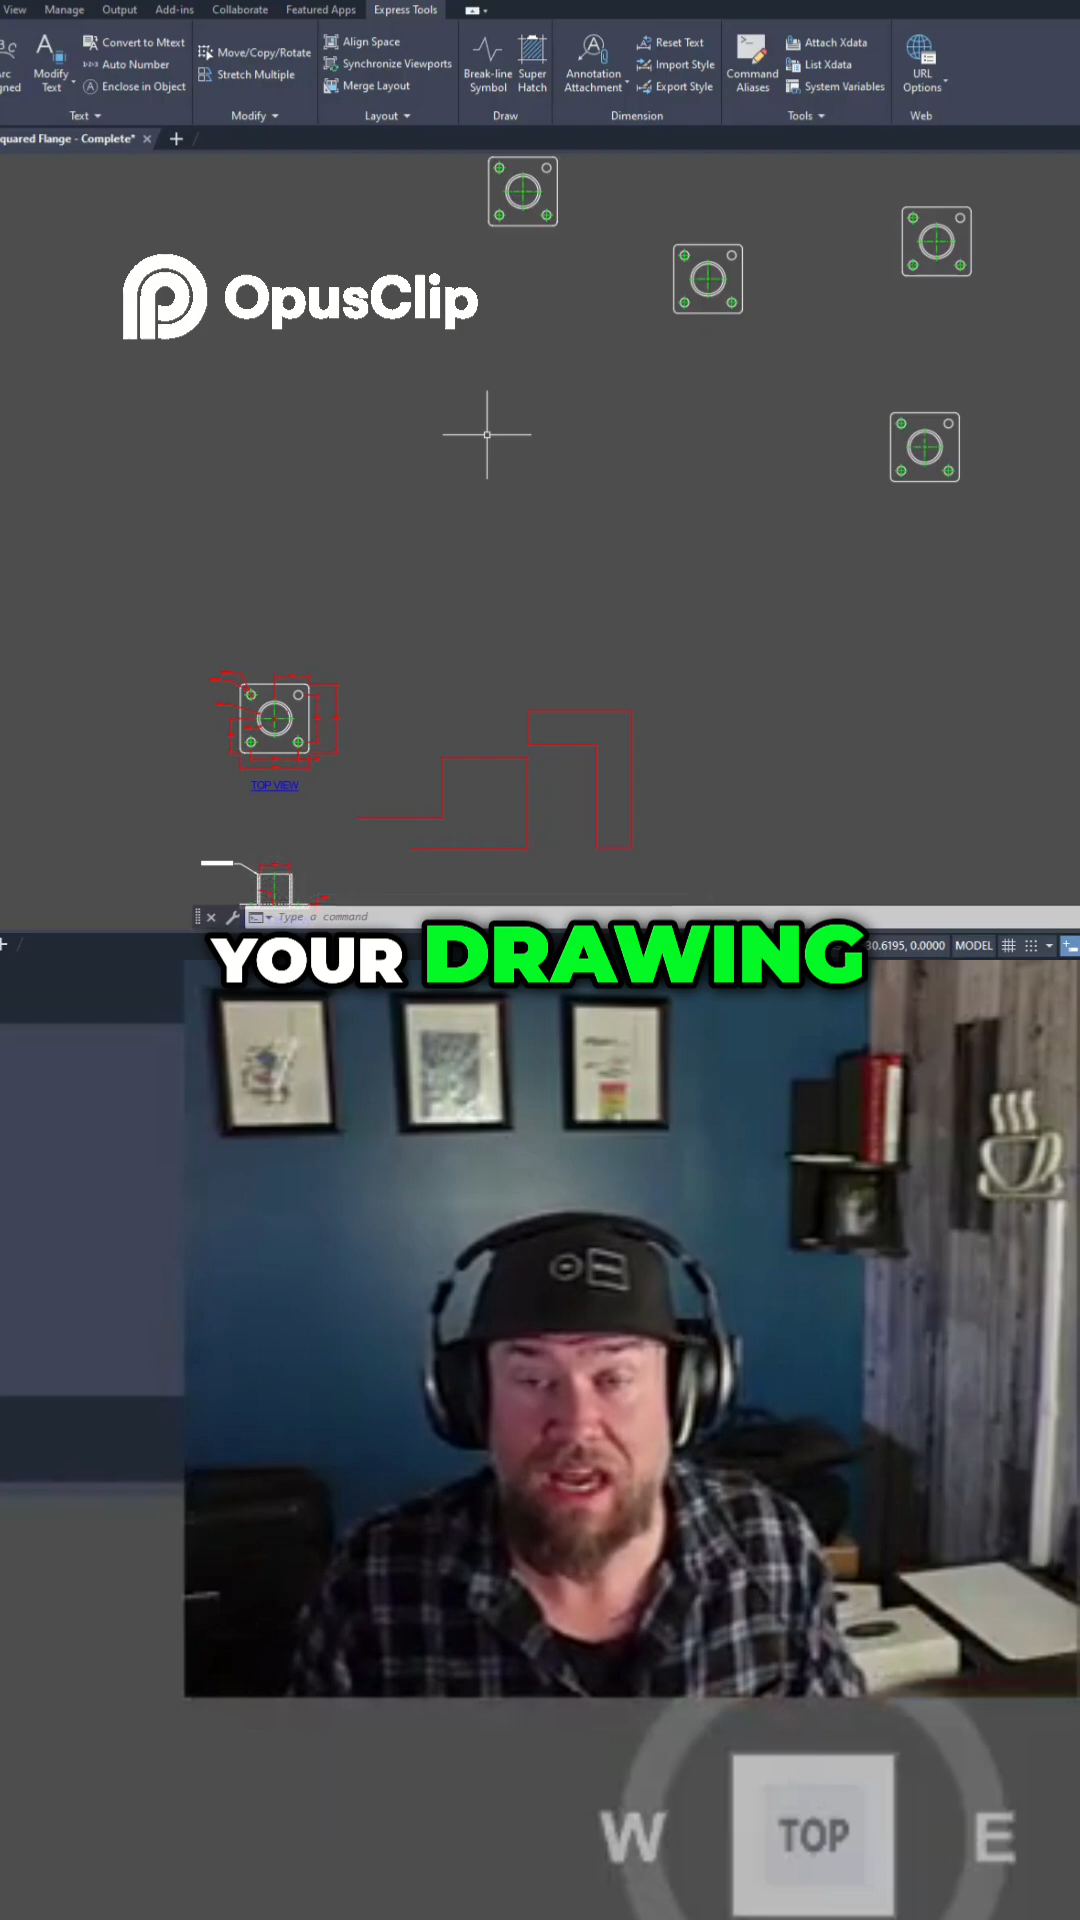 View Manage Output Add-ins Collaborate Featured Apps Express Tools
Modify Text
Convert to Mtext
Auto Number
Enclose in Object
Move/Copy/Rotate
Stretch Multiple
Align Space
Synchronize Viewports
Merge Layout
Break-line Symbol
Super Hatch
Annotation Attachment
Reset Text
Import Style
Export Style
Command Aliases
Attach Xdata
List Xdata
System Variables
URL Options
Text Modify Layout Draw Dimension Tools Web
quared Flange - Complete*
OpusClip
TOP VIEW
Type a command
30.6195, 0.0000 MODEL
YOUR DRAWING
W TOP E